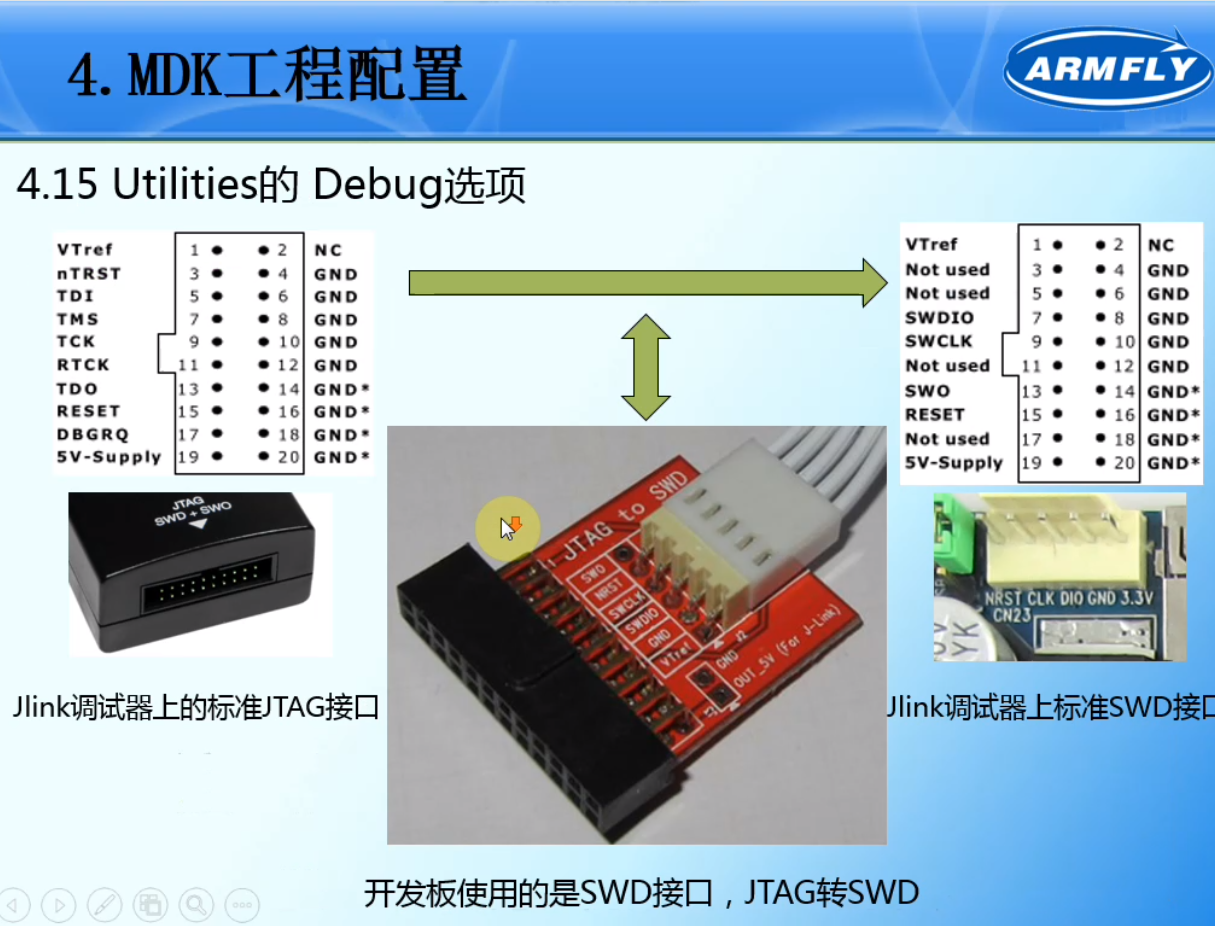 4.MDK工程配置
ARMFLY
4.15 Utilities的 Debug选项
VTref 1 2 NC
nTRST 3 4 GND
TDI 5 6 GND
TMS 7 8 GND
TCK 9 10 GND
RTCK 11 12 GND
TDO 13 14 GND*
RESET 15 16 GND*
DBGRQ 17 18 GND*
5V-Supply 19 20 GND*
VTref 1 2 NC
Not used 3 4 GND
Not used 5 6 GND
SWDIO 7 8 GND
SWCLK 9 10 GND
Not used 11 12 GND
SWO 13 14 GND*
RESET 15 16 GND*
Not used 17 18 GND*
5V-Supply 19 20 GND*
JTAG
SWD + SWO
JTAG to SWD
SWO
NRST
SWCLK
SWDIO
GND
VTref
J2
GND
OUT_5V (For J-Link)
J3
NRST CLK DIO GND 3.3V
CN23
YK
Jlink调试器上的标准JTAG接口
Jlink调试器上标准SWD接口
开发板使用的是SWD接口，JTAG转SWD